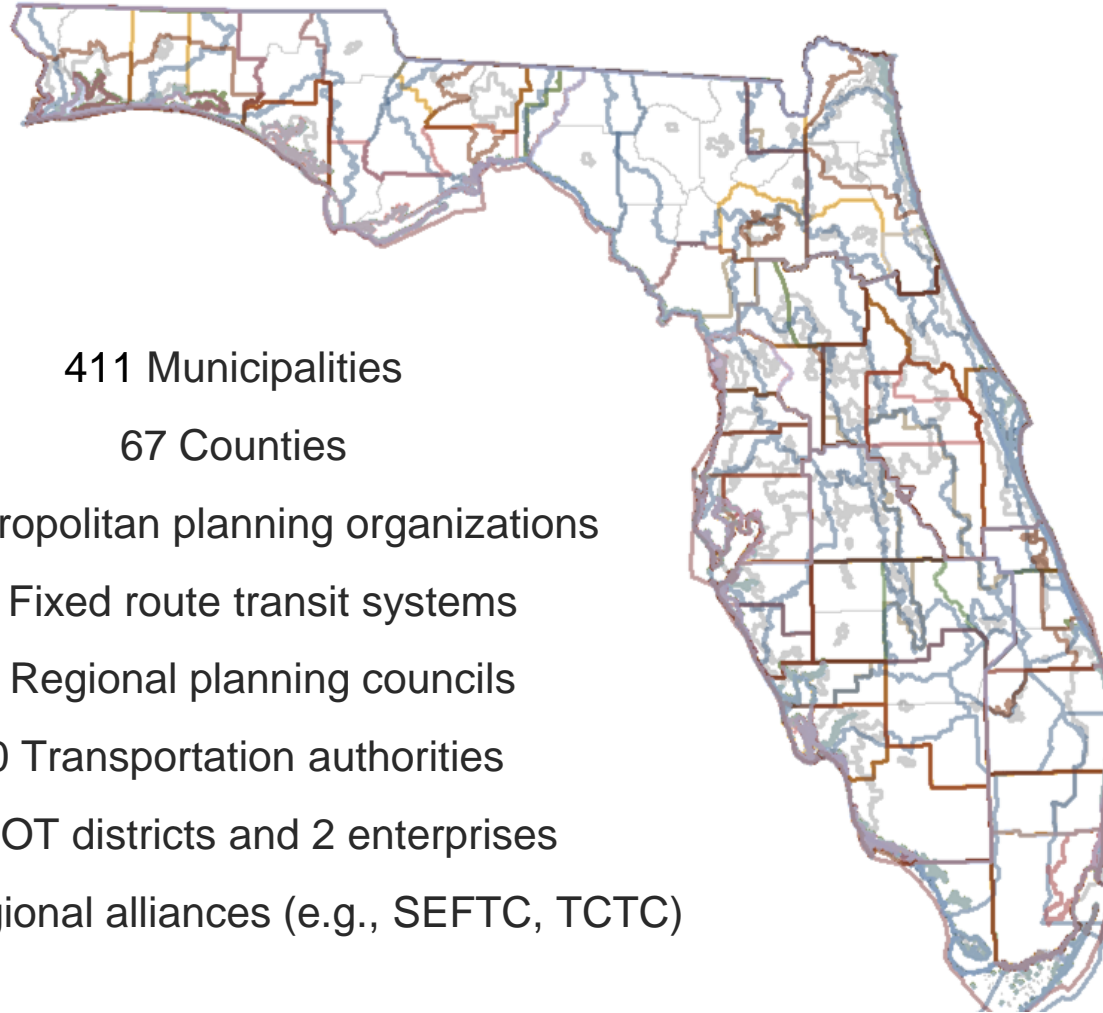 411 Municipalities
67 Counties
ropolitan planning organizations
Fixed route transit systems
Regional planning councils
0 Transportation authorities
OT districts and 2 enterprises
gional alliances (e.g., SEFTC, TCTC)